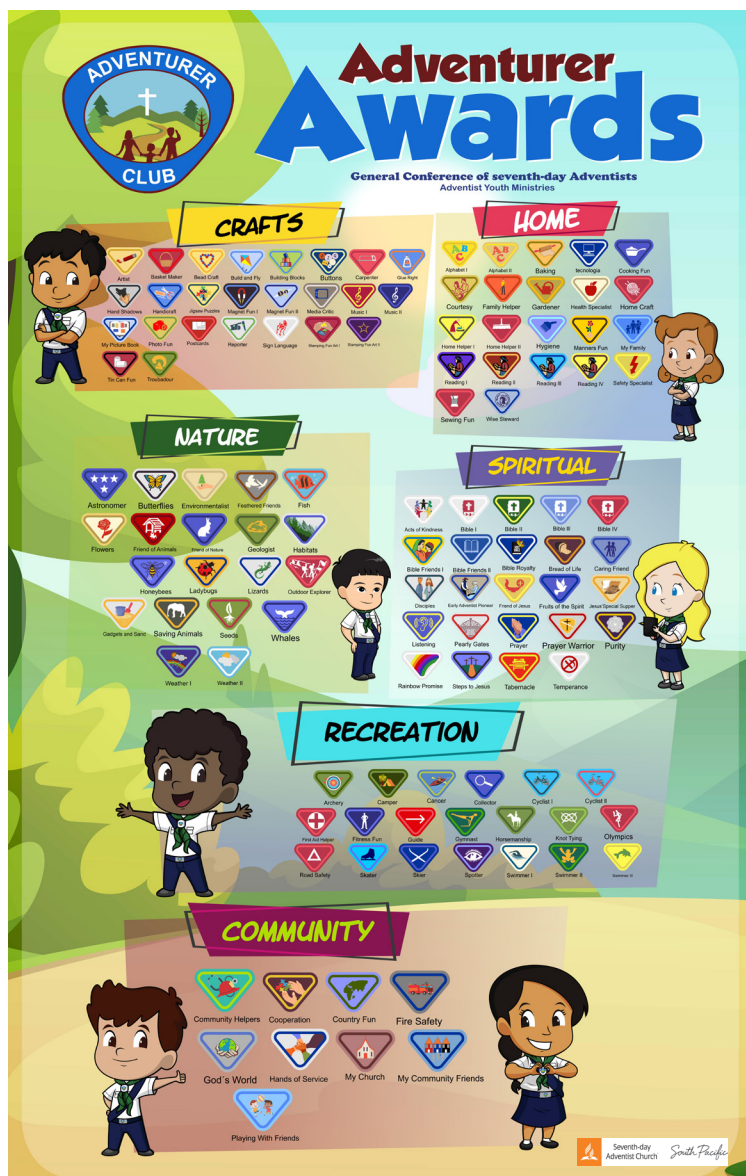 ADVENTURER
CLUB
Adventurer
Awards
General Conference of seventh-day Adventists
Adventist Youth Ministries
CRAFTS
Artist
Basket Maker
Bead Craft
Build and Fly
Building Blocks
Buttons
Carpenter
Glue Right
Hand Shadows
Handicraft
Jigsaw Puzzles
Magnet Fun I
Magnet Fun II
Media Critic
Music I
Music II
My Picture Book
Photo Fun
Postcards
Reporter
Sign Language
Stamping Fun Art I
Stamping Fun Art II
Tin Can Fun
Troubadour
HOME
ABC
Alphabet I
ABC
Alphabet II
Baking
tecnologia
Cooking Fun
Courtesy
Family Helper
Gardener
Health Specialist
Home Craft
Home Helper I
Home Helper II
Hygiene
Manners Fun
My Family
Reading I
Reading II
Reading III
Reading IV
Safety Specialist
Sewing Fun
Wise Steward
NATURE
Astronomer
Butterflies
Environmentalist
Feathered Friends
Fish
Flowers
Friend of Animals
Friend of Nature
Geologist
Habitats
Honeybees
Ladybugs
Lizards
Outdoor Explorer
Gadgets and Sand
Saving Animals
Seeds
Whales
Weather I
Weather II
SPIRITUAL
Acts of Kindness
Bible I
Bible II
Bible III
Bible IV
Bible Friends I
Bible Friends II
Bible Royalty
Bread of Life
Caring Friend
Disciples
Early Adventist Pioneer
Friend of Jesus
Fruits of the Spirit
Jesus' Special Supper
Listening
Pearly Gates
Prayer
Prayer Warrior
Purity
Rainbow Promise
Steps to Jesus
Tabernacle
Temperance
RECREATION
Archery
Camper
Collector
Cyclist I
Cyclist II
First Aid Helper
Fitness Fun
Guide
Gymnast
Horsemanship
Knot Tying
Olympics
Road Safety
Skater
Skier
Spotter
Swimmer I
Swimmer II
Swimmer III
COMMUNITY
Community Helpers
Cooperation
Country Fun
Fire Safety
God´s World
Hands of Service
My Church
My Community Friends
Playing With Friends
Seventh-day
Adventist Church
South Pacific